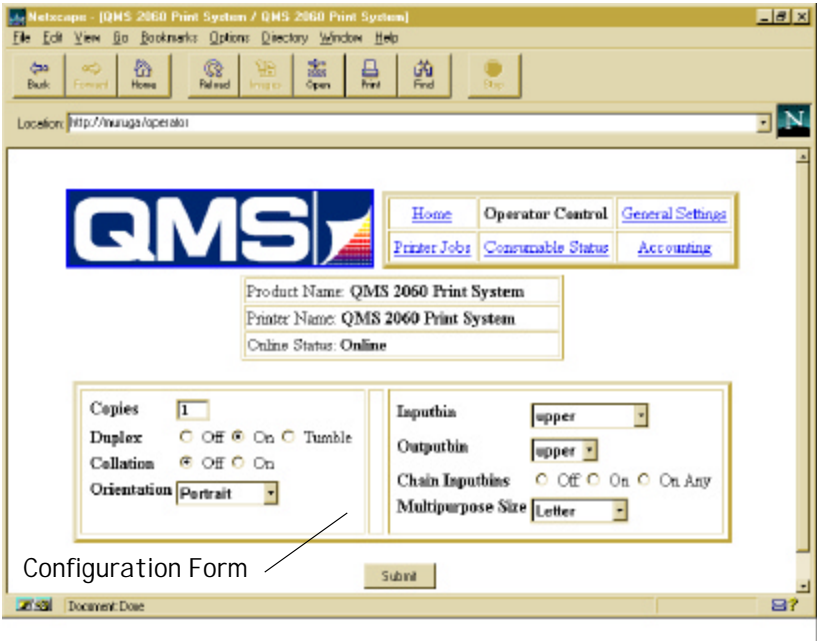 Netscape - [QMS 2060 Print System / QMS 2060 Print System]
File Edit View Go Bookmarks Options Directory Window Help
Back Forward Home Reload Images Open Print Find Stop
Location: http://muruga/operator
N
QMS
Home Operator Control General Settings
Printer Jobs Consumable Status Accounting
Product Name: QMS 2060 Print System
Printer Name: QMS 2060 Print System
Online Status: Online
Copies 1
Duplex Off On Tumble
Collation Off On
Orientation Portrait
Inputbin upper
Outputbin upper
Chain Inputbins Off On On Any
Multipurpose Size Letter
Configuration Form
Submit
Document: Done